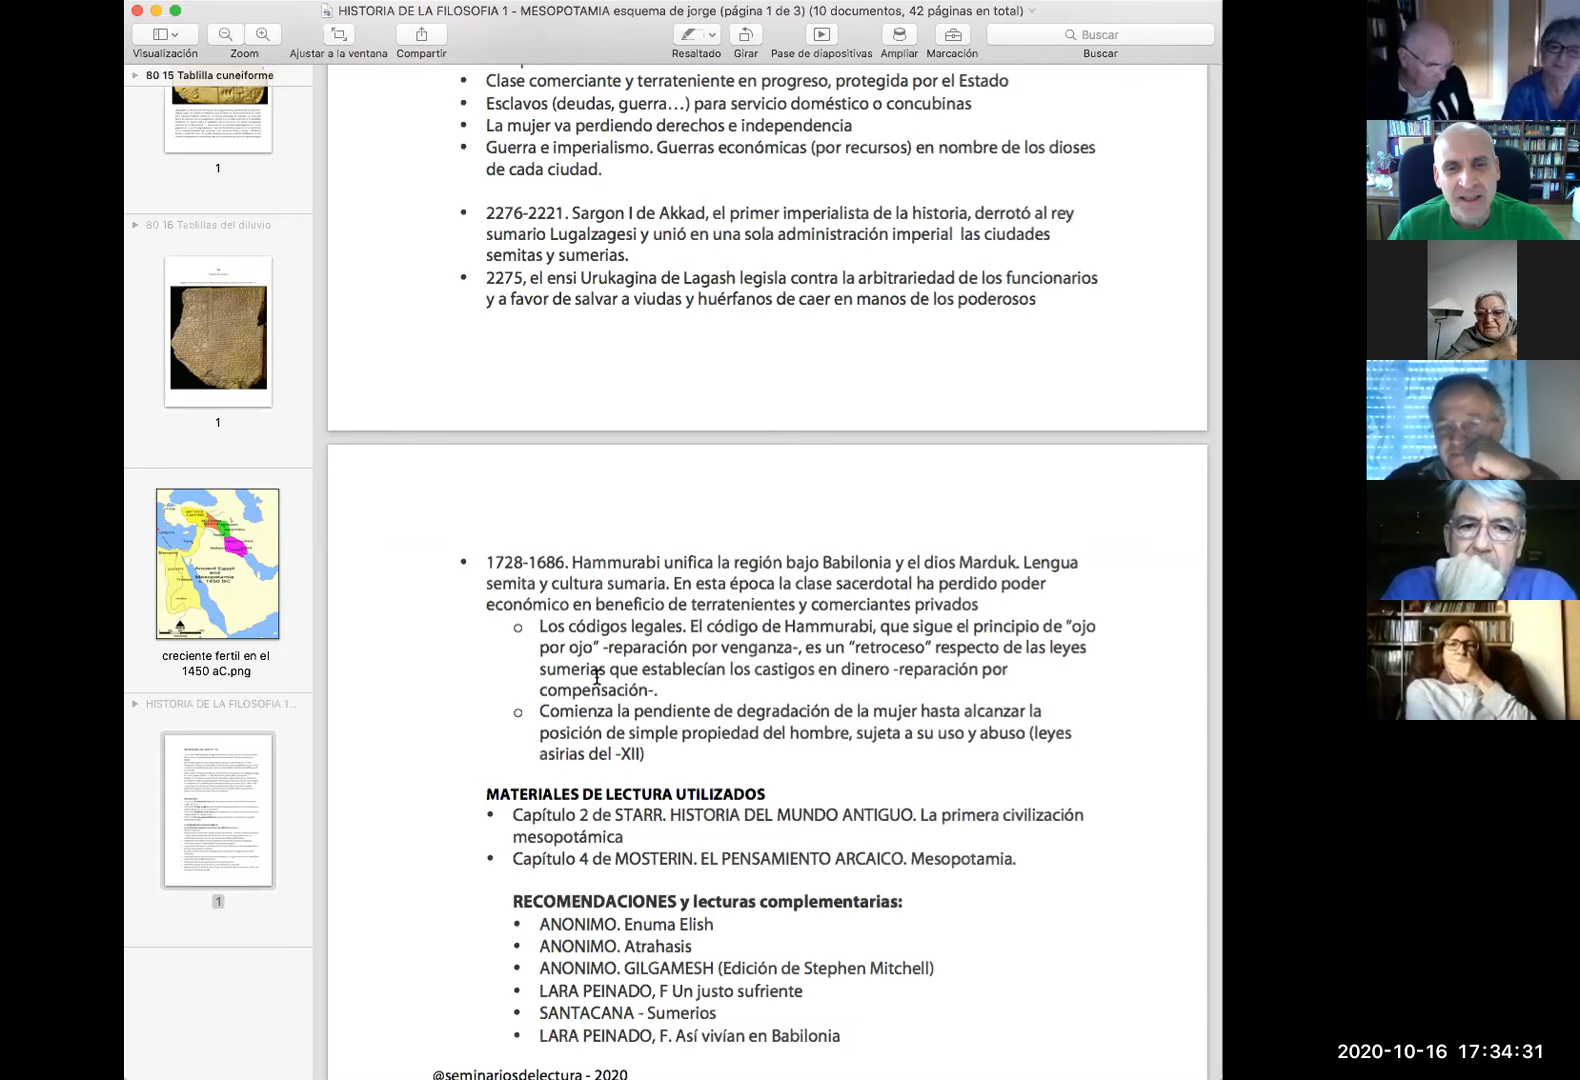 HISTORIA DE LA FILOSOFIA 1 - MESOPOTAMIA esquema de jorge (página 1 de 3) (10 documentos, 42 páginas en total)
Visualización
Zoom
Ajustar a la ventana
Compartir
Resaltado
Girar
Pase de diapositivas
Ampliar
Marcación
Buscar
Buscar
80 15 Tablilla cuneiforme
1
80 16 Tablillas del diluvio
1
Ancient Egypt
and
Mesopotamia
c. 1450 BC
creciente fertil en el
1450 aC.png
HISTORIA DE LA FILOSOFIA 1...
1
• Clase comerciante y terrateniente en progreso, protegida por el Estado
• Esclavos (deudas, guerra…) para servicio doméstico o concubinas
• La mujer va perdiendo derechos e independencia
• Guerra e imperialismo. Guerras económicas (por recursos) en nombre de los dioses
de cada ciudad.
• 2276-2221. Sargon I de Akkad, el primer imperialista de la historia, derrotó al rey
sumario Lugalzagesi y unió en una sola administración imperial las ciudades
semitas y sumerias.
• 2275, el ensi Urukagina de Lagash legisla contra la arbitrariedad de los funcionarios
y a favor de salvar a viudas y huérfanos de caer en manos de los poderosos
• 1728-1686. Hammurabi unifica la región bajo Babilonia y el dios Marduk. Lengua
semita y cultura sumaria. En esta época la clase sacerdotal ha perdido poder
económico en beneficio de terratenientes y comerciantes privados
o Los códigos legales. El código de Hammurabi, que sigue el principio de “ojo
por ojo” -reparación por venganza-, es un “retroceso” respecto de las leyes
sumerias que establecían los castigos en dinero -reparación por
compensación-.
o Comienza la pendiente de degradación de la mujer hasta alcanzar la
posición de simple propiedad del hombre, sujeta a su uso y abuso (leyes
asirias del -XII)
MATERIALES DE LECTURA UTILIZADOS
• Capítulo 2 de STARR. HISTORIA DEL MUNDO ANTIGUO. La primera civilización
mesopotámica
• Capítulo 4 de MOSTERIN. EL PENSAMIENTO ARCAICO. Mesopotamia.
RECOMENDACIONES y lecturas complementarias:
• ANONIMO. Enuma Elish
• ANONIMO. Atrahasis
• ANONIMO. GILGAMESH (Edición de Stephen Mitchell)
• LARA PEINADO, F Un justo sufriente
• SANTACANA - Sumerios
• LARA PEINADO, F. Así vivían en Babilonia
@seminariosdelectura - 2020
2020-10-16 17:34:31